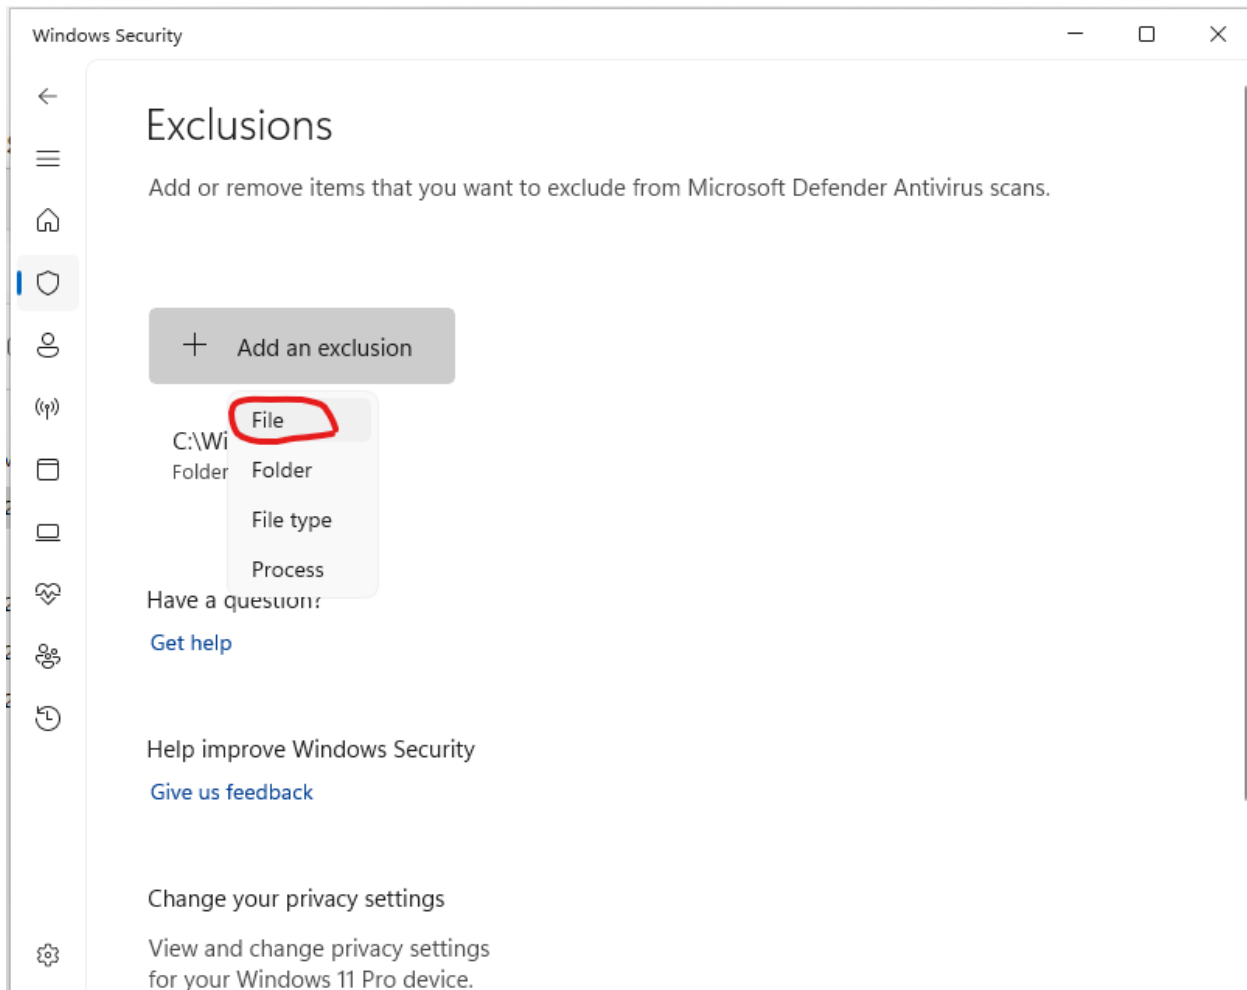 Windows Security
Exclusions
Add or remove items that you want to exclude from Microsoft Defender Antivirus scans.
Add an exclusion
File
C:\Wi
Folder
Folder
File type
Process
Have a question?
Get help
Help improve Windows Security
Give us feedback
Change your privacy settings
View and change privacy settings
for your Windows 11 Pro device.